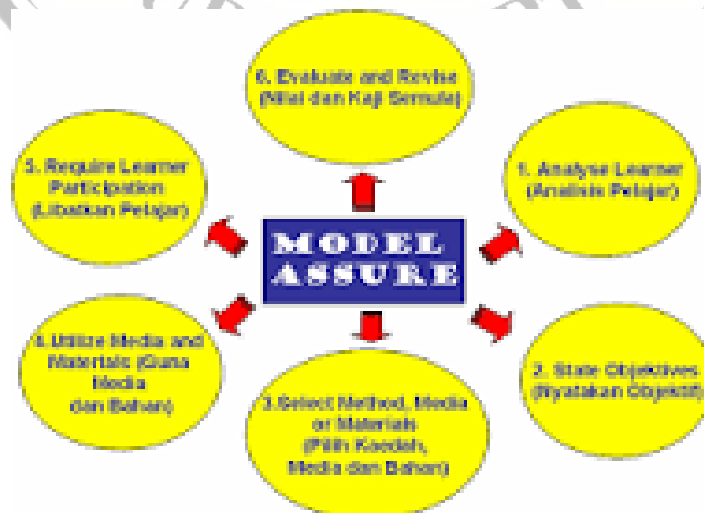 MODEL
ASSURE
1. Analyse Learner
(Analisis Pelajar)
2. State Objectives
(Nyatakan Objektif)
3.Select Method, Media
or Materials
(Pilih Kaedah,
Media dan Bahan)
4.Utilize Media and
Materials (Guna
Media
dan Bahan)
5. Require Learner
Participation
(Libatkan Pelajar)
6. Evaluate and Revise
(Nilai dan Kaji Semula)